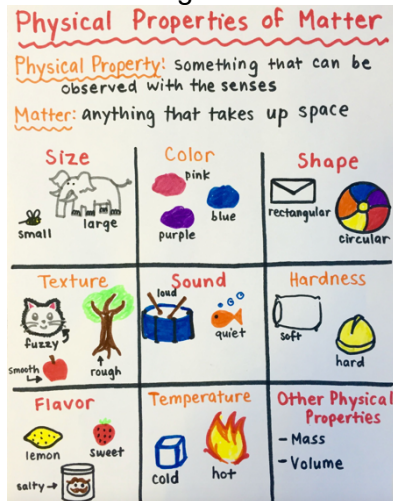 Physical Properties of Matter
Physical Property: something that can be
observed with the senses
Matter: anything that takes up space
Size
small
large
Color
pink
blue
purple
Shape
rectangular
circular
Texture
fuzzy
smooth
rough
Sound
loud
quiet
Hardness
soft
hard
Flavor
lemon
sweet
salty
Temperature
cold
hot
Other Physical
Properties
- Mass
- Volume